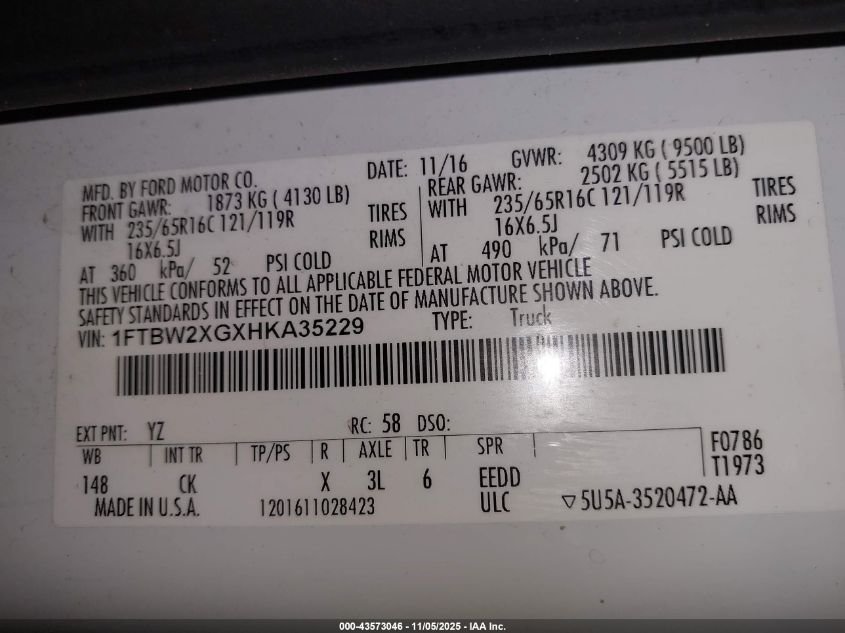 MFD. BY FORD MOTOR CO. DATE: 11/16 GVWR: 4309 KG ( 9500 LB)
FRONT GAWR: 1873 KG ( 4130 LB) REAR GAWR: 2502 KG ( 5515 LB)
WITH 235/65R16C 121/119R TIRES WITH 235/65R16C 121/119R TIRES
16X6.5J RIMS 16X6.5J RIMS
AT 360 kPa/ 52 PSI COLD AT 490 kPa/ 71 PSI COLD
THIS VEHICLE CONFORMS TO ALL APPLICABLE FEDERAL MOTOR VEHICLE
SAFETY STANDARDS IN EFFECT ON THE DATE OF MANUFACTURE SHOWN ABOVE.
VIN: 1FTBW2XGXHKA35229 TYPE: Truck
EXT PNT: YZ RC: 58 DSO:
WB INT TR TP/PS R AXLE TR SPR F0786
148 CK X 3L 6 EEDD T1973
MADE IN U.S.A. 1201611028423 ULC ▽5U5A-3520472-AA
000-43573046 - 11/05/2025 - IAA Inc.